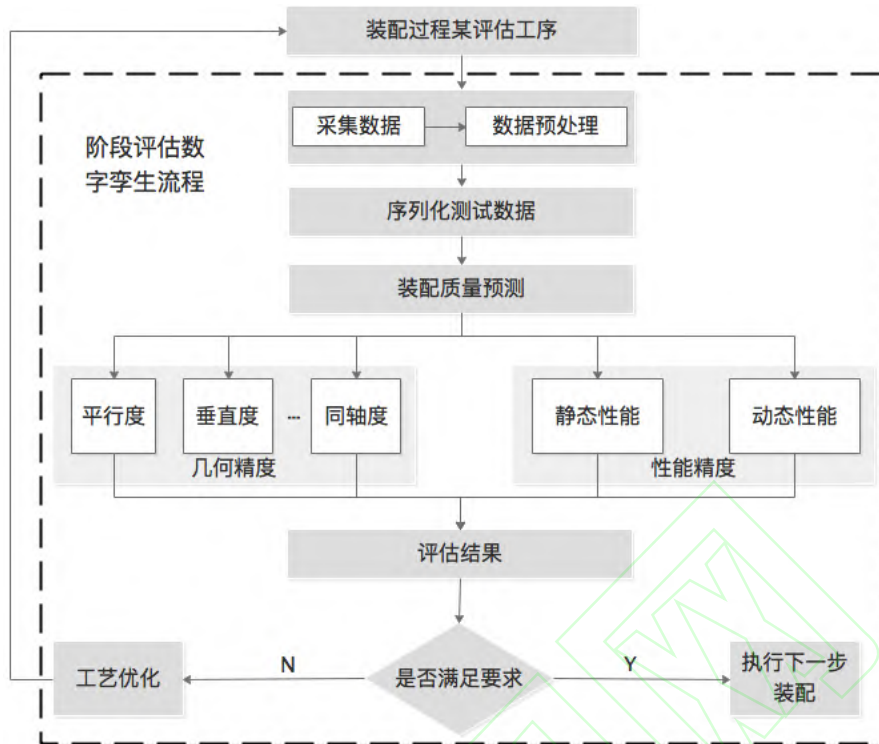 装配过程某评估工序
采集数据
数据预处理
阶段评估数
字孪生流程
序列化测试数据
装配质量预测
平行度
垂直度
...
同轴度
静态性能
动态性能
几何精度
性能精度
评估结果
工艺优化
N
是否满足要求
Y
执行下一步
装配